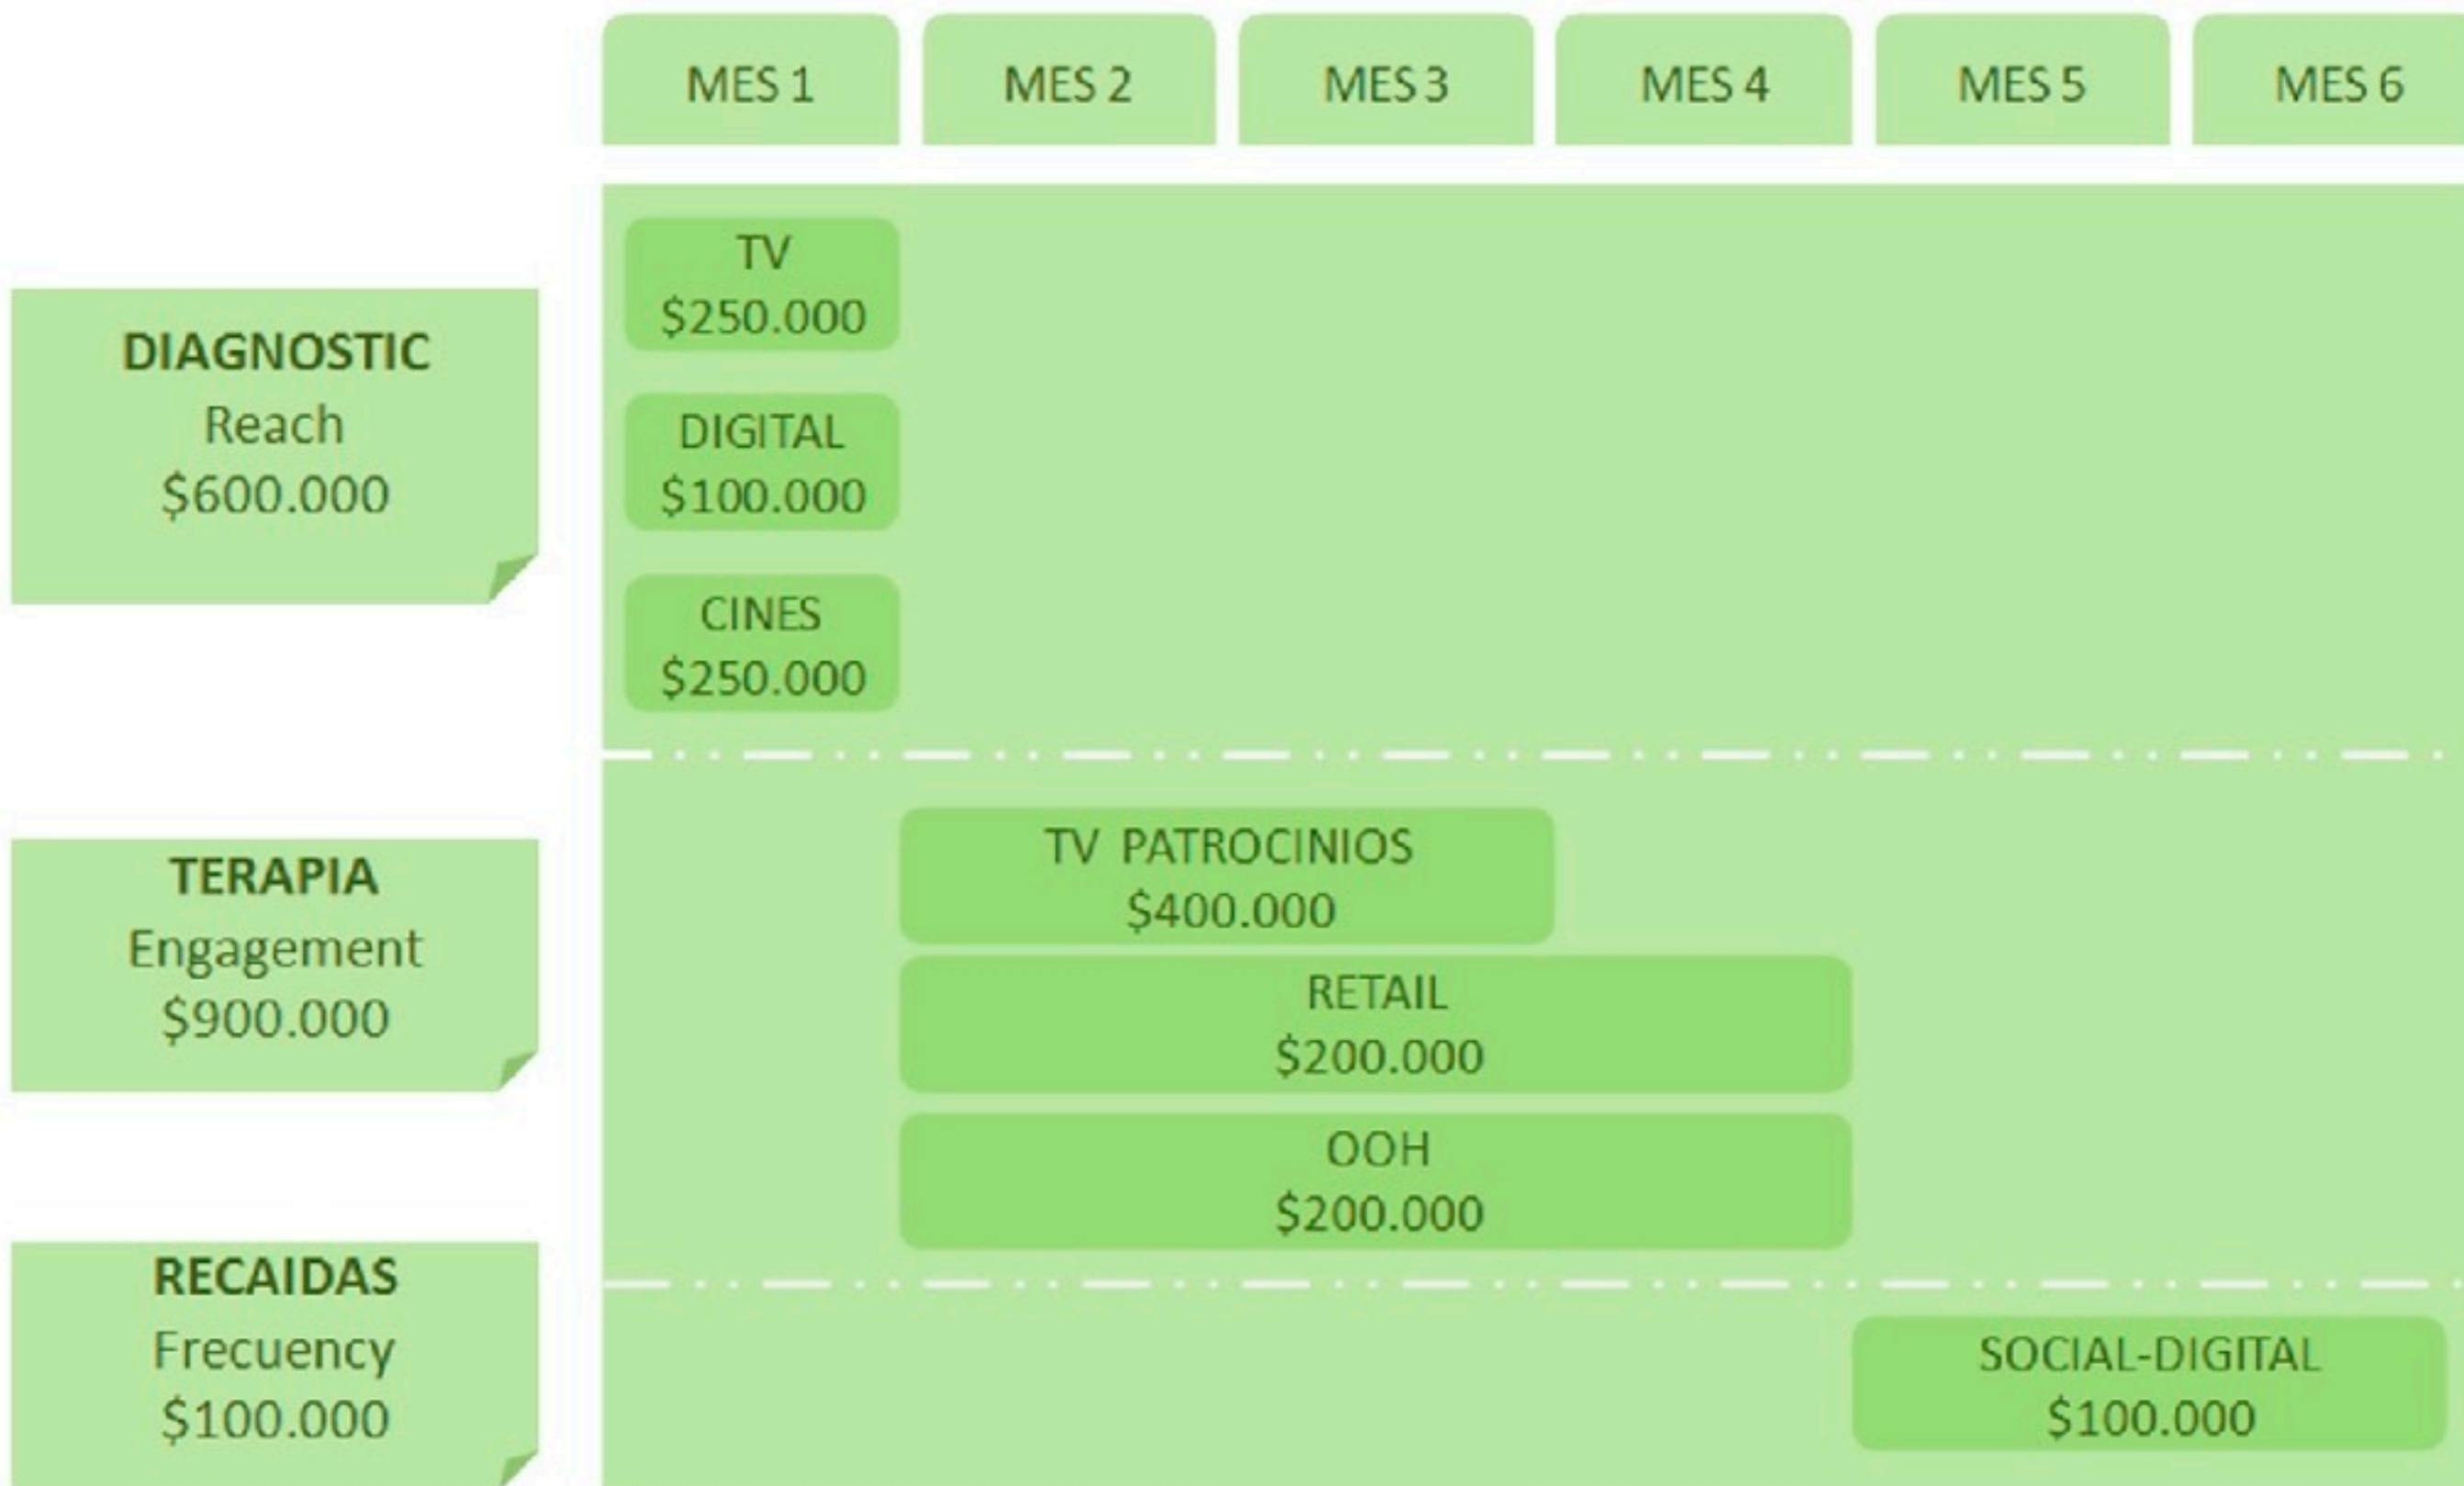 MES 1
MES 2
MES 3
MES 4
MES 5
MES 6
DIAGNOSTIC
Reach
$600.000
TV
$250.000
DIGITAL
$100.000
CINES
$250.000
TERAPIA
Engagement
$900.000
TV PATROCINIOS
$400.000
RETAIL
$200.000
OOH
$200.000
RECAIDAS
Frecuency
$100.000
SOCIAL-DIGITAL
$100.000